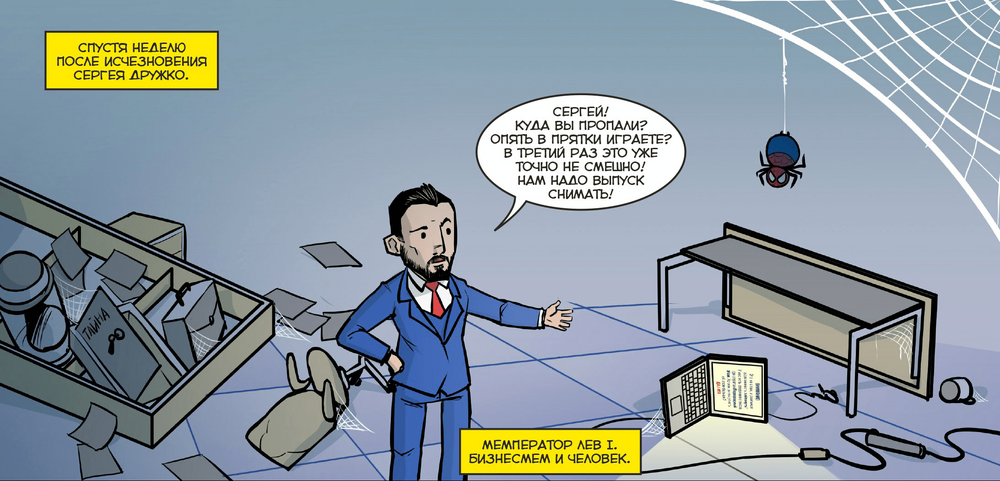 СПУСТЯ НЕДЕЛЮ
ПОСЛЕ ИСЧЕЗНОВЕНИЯ
СЕРГЕЯ ДРУЖКО.
СЕРГЕЙ!
КУДА ВЫ ПРОПАЛИ?
ОПЯТЬ В ПРЯТКИ ИГРАЕТЕ?
В ТРЕТИЙ РАЗ ЭТО УЖЕ
ТОЧНО НЕ СМЕШНО!
НАМ НАДО ВЫПУСК
СНИМАТЬ!
ТАЙНА
МЕМПЕРАТОР ЛЕВ I.
БИЗНЕСМЕМ И ЧЕЛОВЕК.